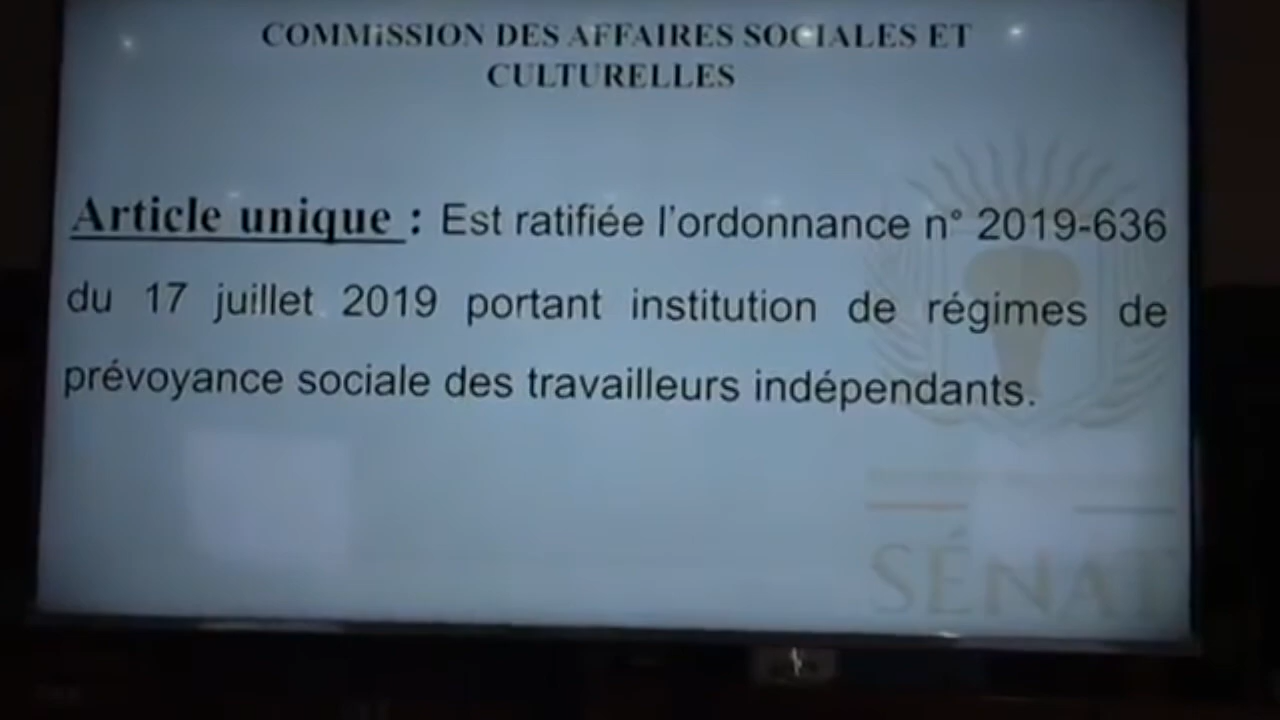 COMMiSSION DES AFFAIRES SOCIALES ET
CULTURELLES
Article unique : Est ratifiée l'ordonnance n° 2019-636
du 17 juillet 2019 portant institution de régimes de
prévoyance sociale des travailleurs indépendants.
SÉNAT